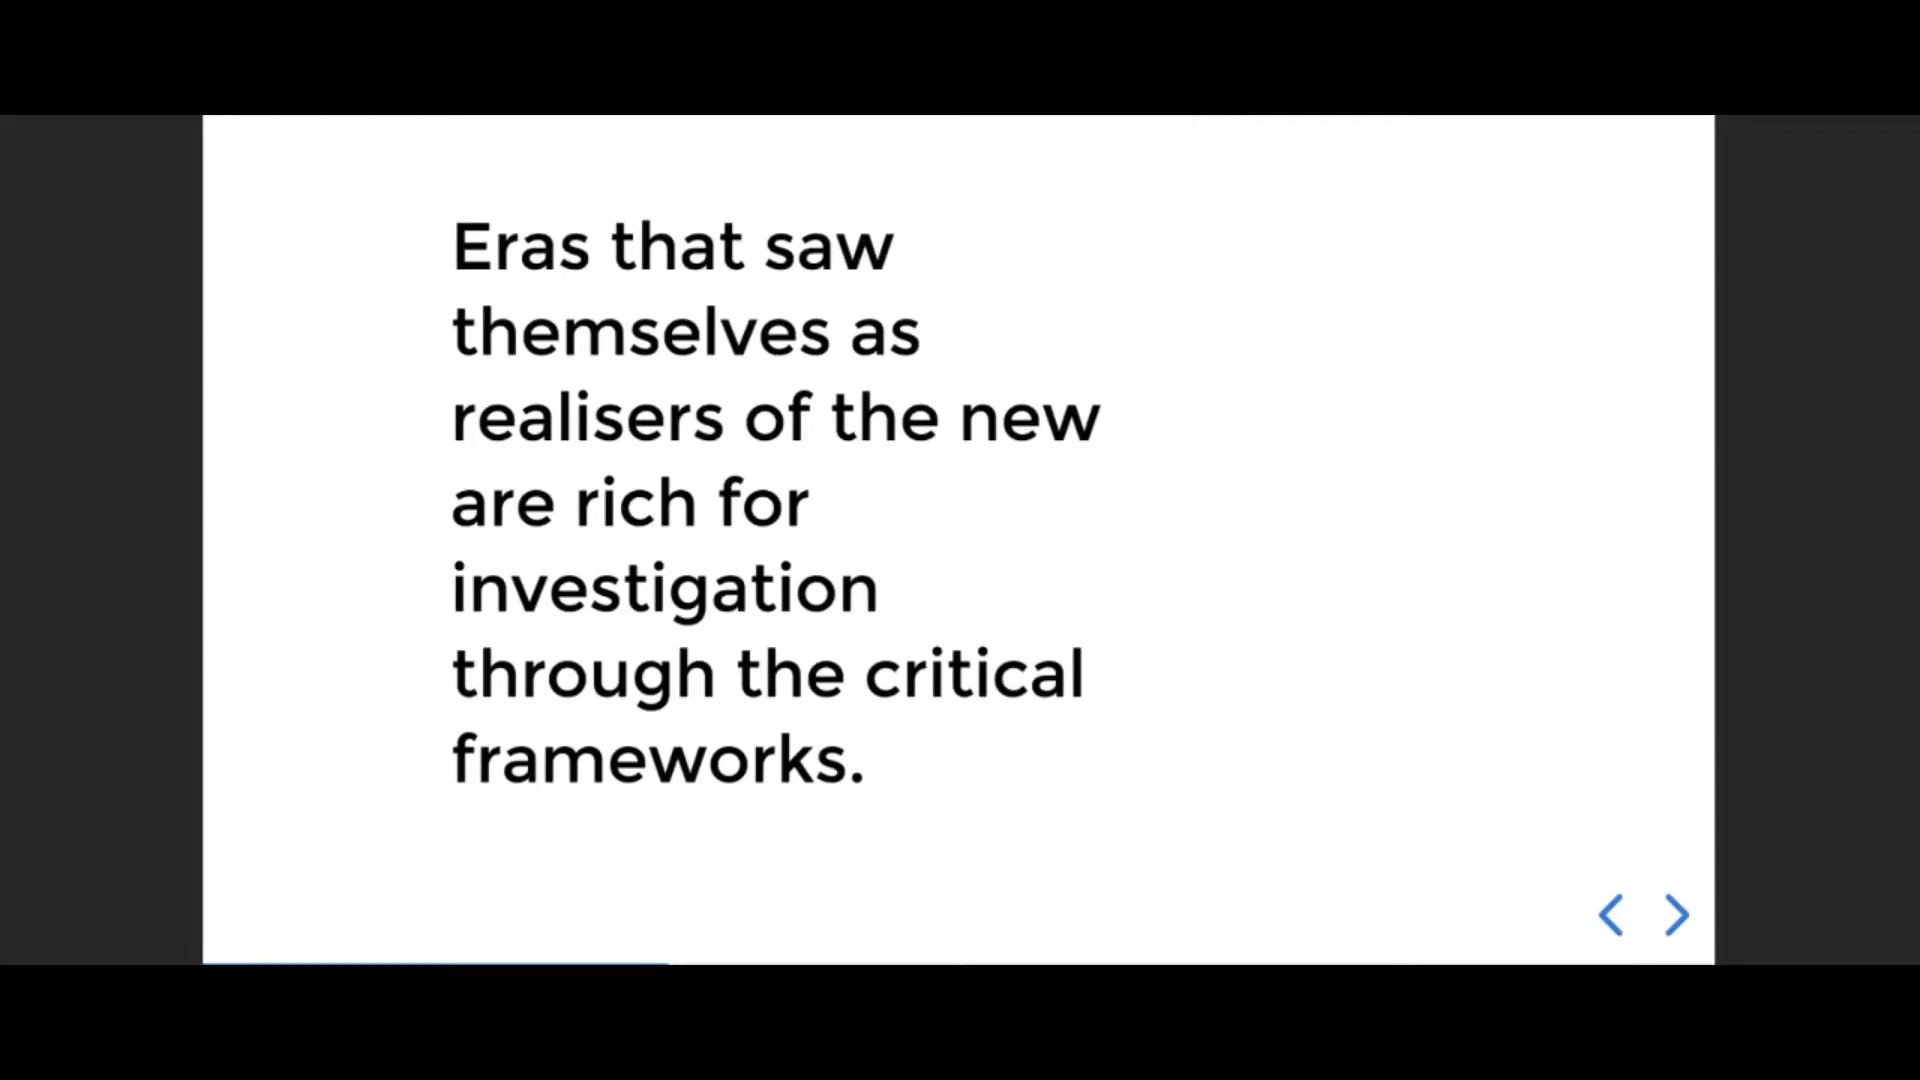 Eras that saw
themselves as
realisers of the new
are rich for
investigation
through the critical
frameworks.